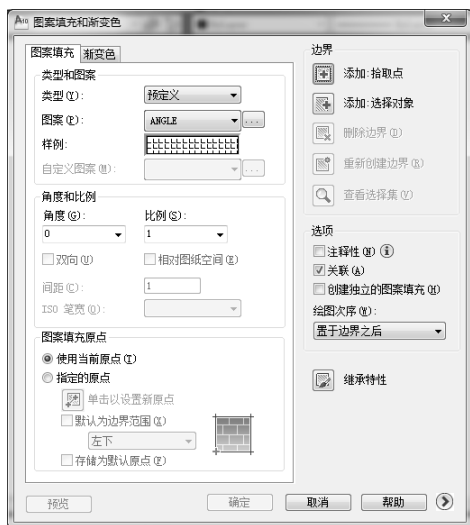 图案填充和渐变色
图案填充 渐变色
类型和图案
类型(Y): 预定义
图案(P): ANGLE ...
样例:
自定义图案(M): ...
角度和比例
角度(G): 比例(S):
0 1
双向(U) 相对图纸空间(E)
间距(C): 1
ISO 笔宽(O):
图案填充原点
使用当前原点(T)
指定的原点
单击以设置新原点
默认为边界范围(X)
左下
存储为默认原点(F)
边界
添加:拾取点
添加:选择对象
删除边界(D)
重新创建边界(R)
查看选择集(V)
选项
注释性(N)
关联(A)
创建独立的图案填充(H)
绘图次序(W):
置于边界之后
继承特性
预览 确定 取消 帮助